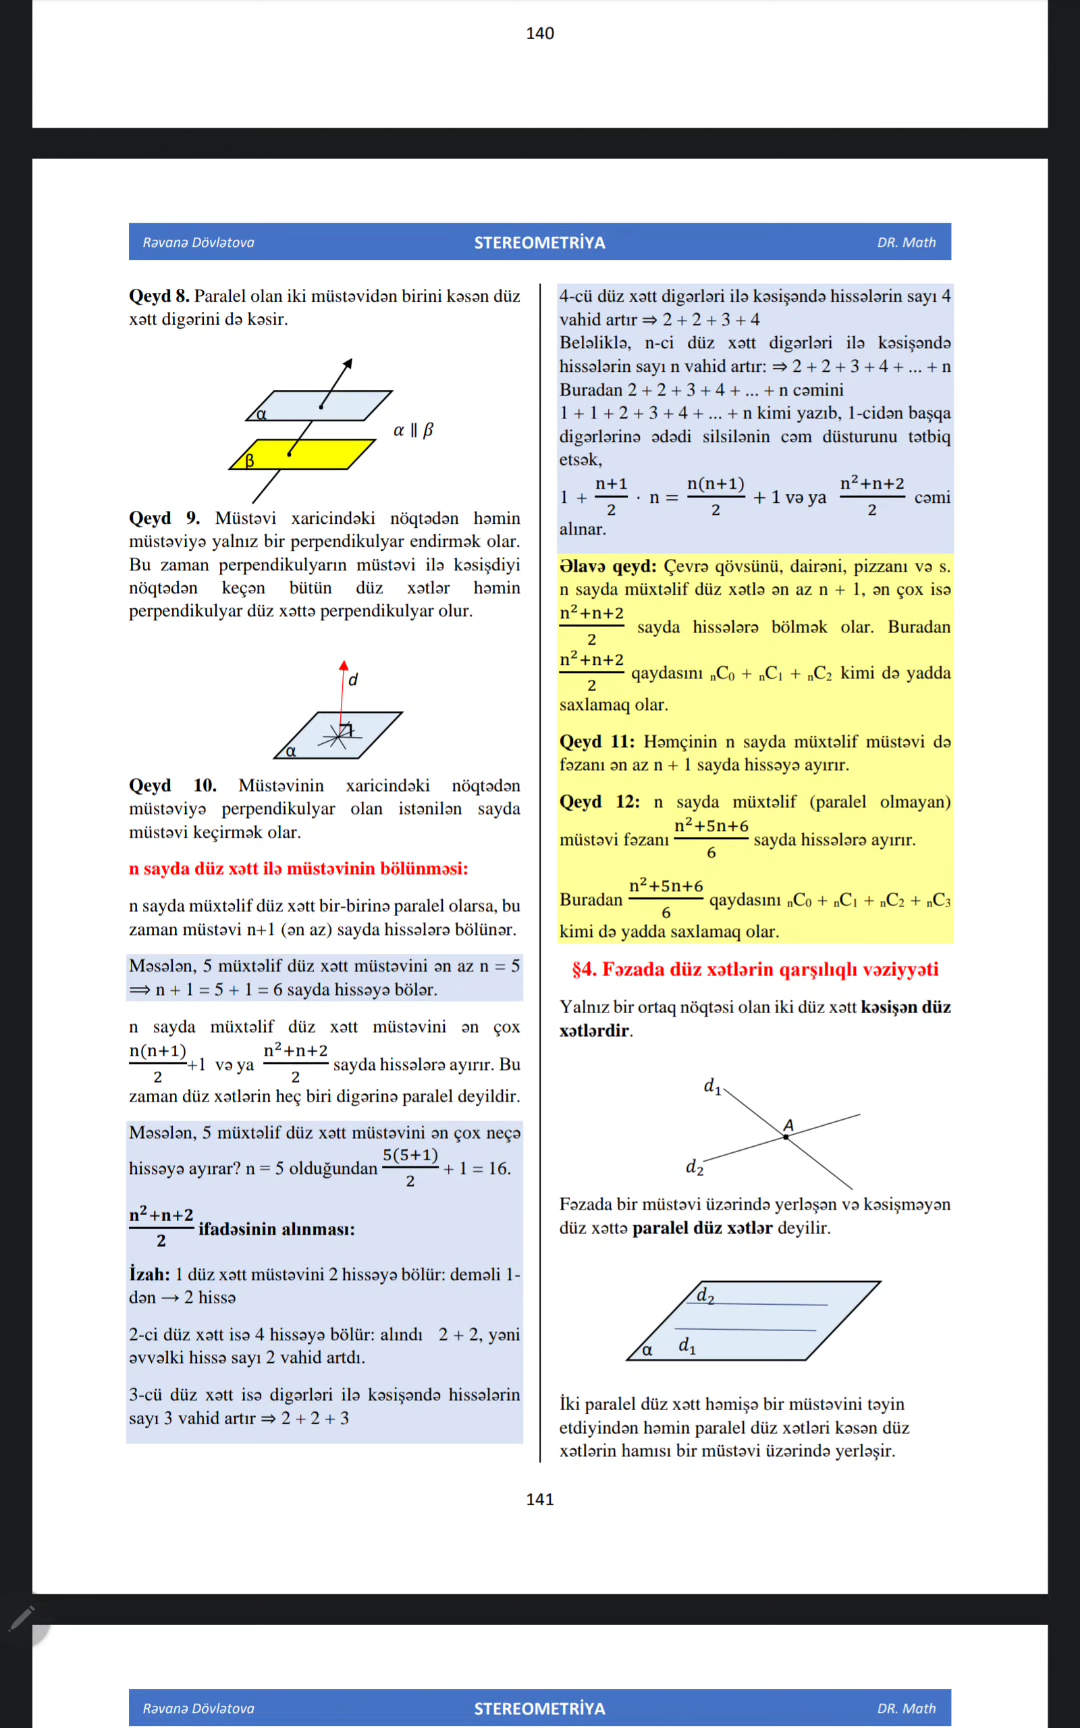 140
Rəvanə Dövlətova STEREOMETRİYA DR. Math
Qeyd 8. Paralel olan iki müstəvidən birini kəsən düz
xətt digərini də kəsir.
α
α ∥ β
β
Qeyd 9. Müstəvi xaricindəki nöqtədən həmin
müstəviyə yalnız bir perpendikulyar endirmək olar.
Bu zaman perpendikulyarın müstəvi ilə kəsişdiyi
nöqtədən keçən bütün düz xətlər həmin
perpendikulyar düz xəttə perpendikulyar olur.
d
α
Qeyd 10. Müstəvinin xaricindəki nöqtədən
müstəviyə perpendikulyar olan istənilən sayda
müstəvi keçirmək olar.
n sayda düz xətt ilə müstəvinin bölünməsi:
n sayda müxtəlif düz xətt bir-birinə paralel olarsa, bu
zaman müstəvi n+1 (ən az) sayda hissələrə bölünər.
Məsələn, 5 müxtəlif düz xətt müstəvini ən az n = 5
⟹ n + 1 = 5 + 1 = 6 sayda hissəyə bölər.
n sayda müxtəlif düz xətt müstəvini ən çox
n(n+1)/2 +1 və ya n²+n+2/2 sayda hissələrə ayırır. Bu
zaman düz xətlərin heç biri digərinə paralel deyildir.
Məsələn, 5 müxtəlif düz xətt müstəvini ən çox neçə
hissəyə ayırar? n = 5 olduğundan 5(5+1)/2 + 1 = 16.
n²+n+2/2 ifadəsinin alınması:
İzah: 1 düz xətt müstəvini 2 hissəyə bölür: deməli 1-
dən → 2 hissə
2-ci düz xətt isə 4 hissəyə bölür: alındı 2 + 2, yəni
əvvəlki hissə sayı 2 vahid artdı.
3-cü düz xətt isə digərləri ilə kəsişəndə hissələrin
sayı 3 vahid artır ⇒ 2 + 2 + 3
4-cü düz xətt digərləri ilə kəsişəndə hissələrin sayı 4
vahid artır ⇒ 2 + 2 + 3 + 4
Beləliklə, n-ci düz xətt digərləri ilə kəsişəndə
hissələrin sayı n vahid artır: ⇒ 2 + 2 + 3 + 4 + ... + n
Buradan 2 + 2 + 3 + 4 + ... + n cəmini
1 + 1 + 2 + 3 + 4 + ... + n kimi yazıb, 1-cidən başqa
digərlərinə ədədi silsilənin cəm düsturunu tətbiq
etsək,
1 + n+1/2 · n = n(n+1)/2 + 1 və ya n²+n+2/2 cəmi
alınar.
Əlavə qeyd: Çevrə qövsünü, dairəni, pizzanı və s.
n sayda müxtəlif düz xətlə ən az n + 1, ən çox isə
n²+n+2/2 sayda hissələrə bölmək olar. Buradan
n²+n+2/2 qaydasını ₙC₀ + ₙC₁ + ₙC₂ kimi də yadda
saxlamaq olar.
Qeyd 11: Həmçinin n sayda müxtəlif müstəvi də
fəzanı ən az n + 1 sayda hissəyə ayırır.
Qeyd 12: n sayda müxtəlif (paralel olmayan)
müstəvi fəzanı n²+5n+6/6 sayda hissələrə ayırır.
Buradan n²+5n+6/6 qaydasını ₙC₀ + ₙC₁ + ₙC₂ + ₙC₃
kimi də yadda saxlamaq olar.
§4. Fəzada düz xətlərin qarşılıqlı vəziyyəti
Yalnız bir ortaq nöqtəsi olan iki düz xətt kəsişən düz
xətlərdir.
d₁
A
d₂
Fəzada bir müstəvi üzərində yerləşən və kəsişməyən
düz xəttə paralel düz xətlər deyilir.
d₂
α d₁
İki paralel düz xətt həmişə bir müstəvini təyin
etdiyindən həmin paralel düz xətləri kəsən düz
xətlərin hamısı bir müstəvi üzərində yerləşir.
141
Rəvanə Dövlətova STEREOMETRİYA DR. Math